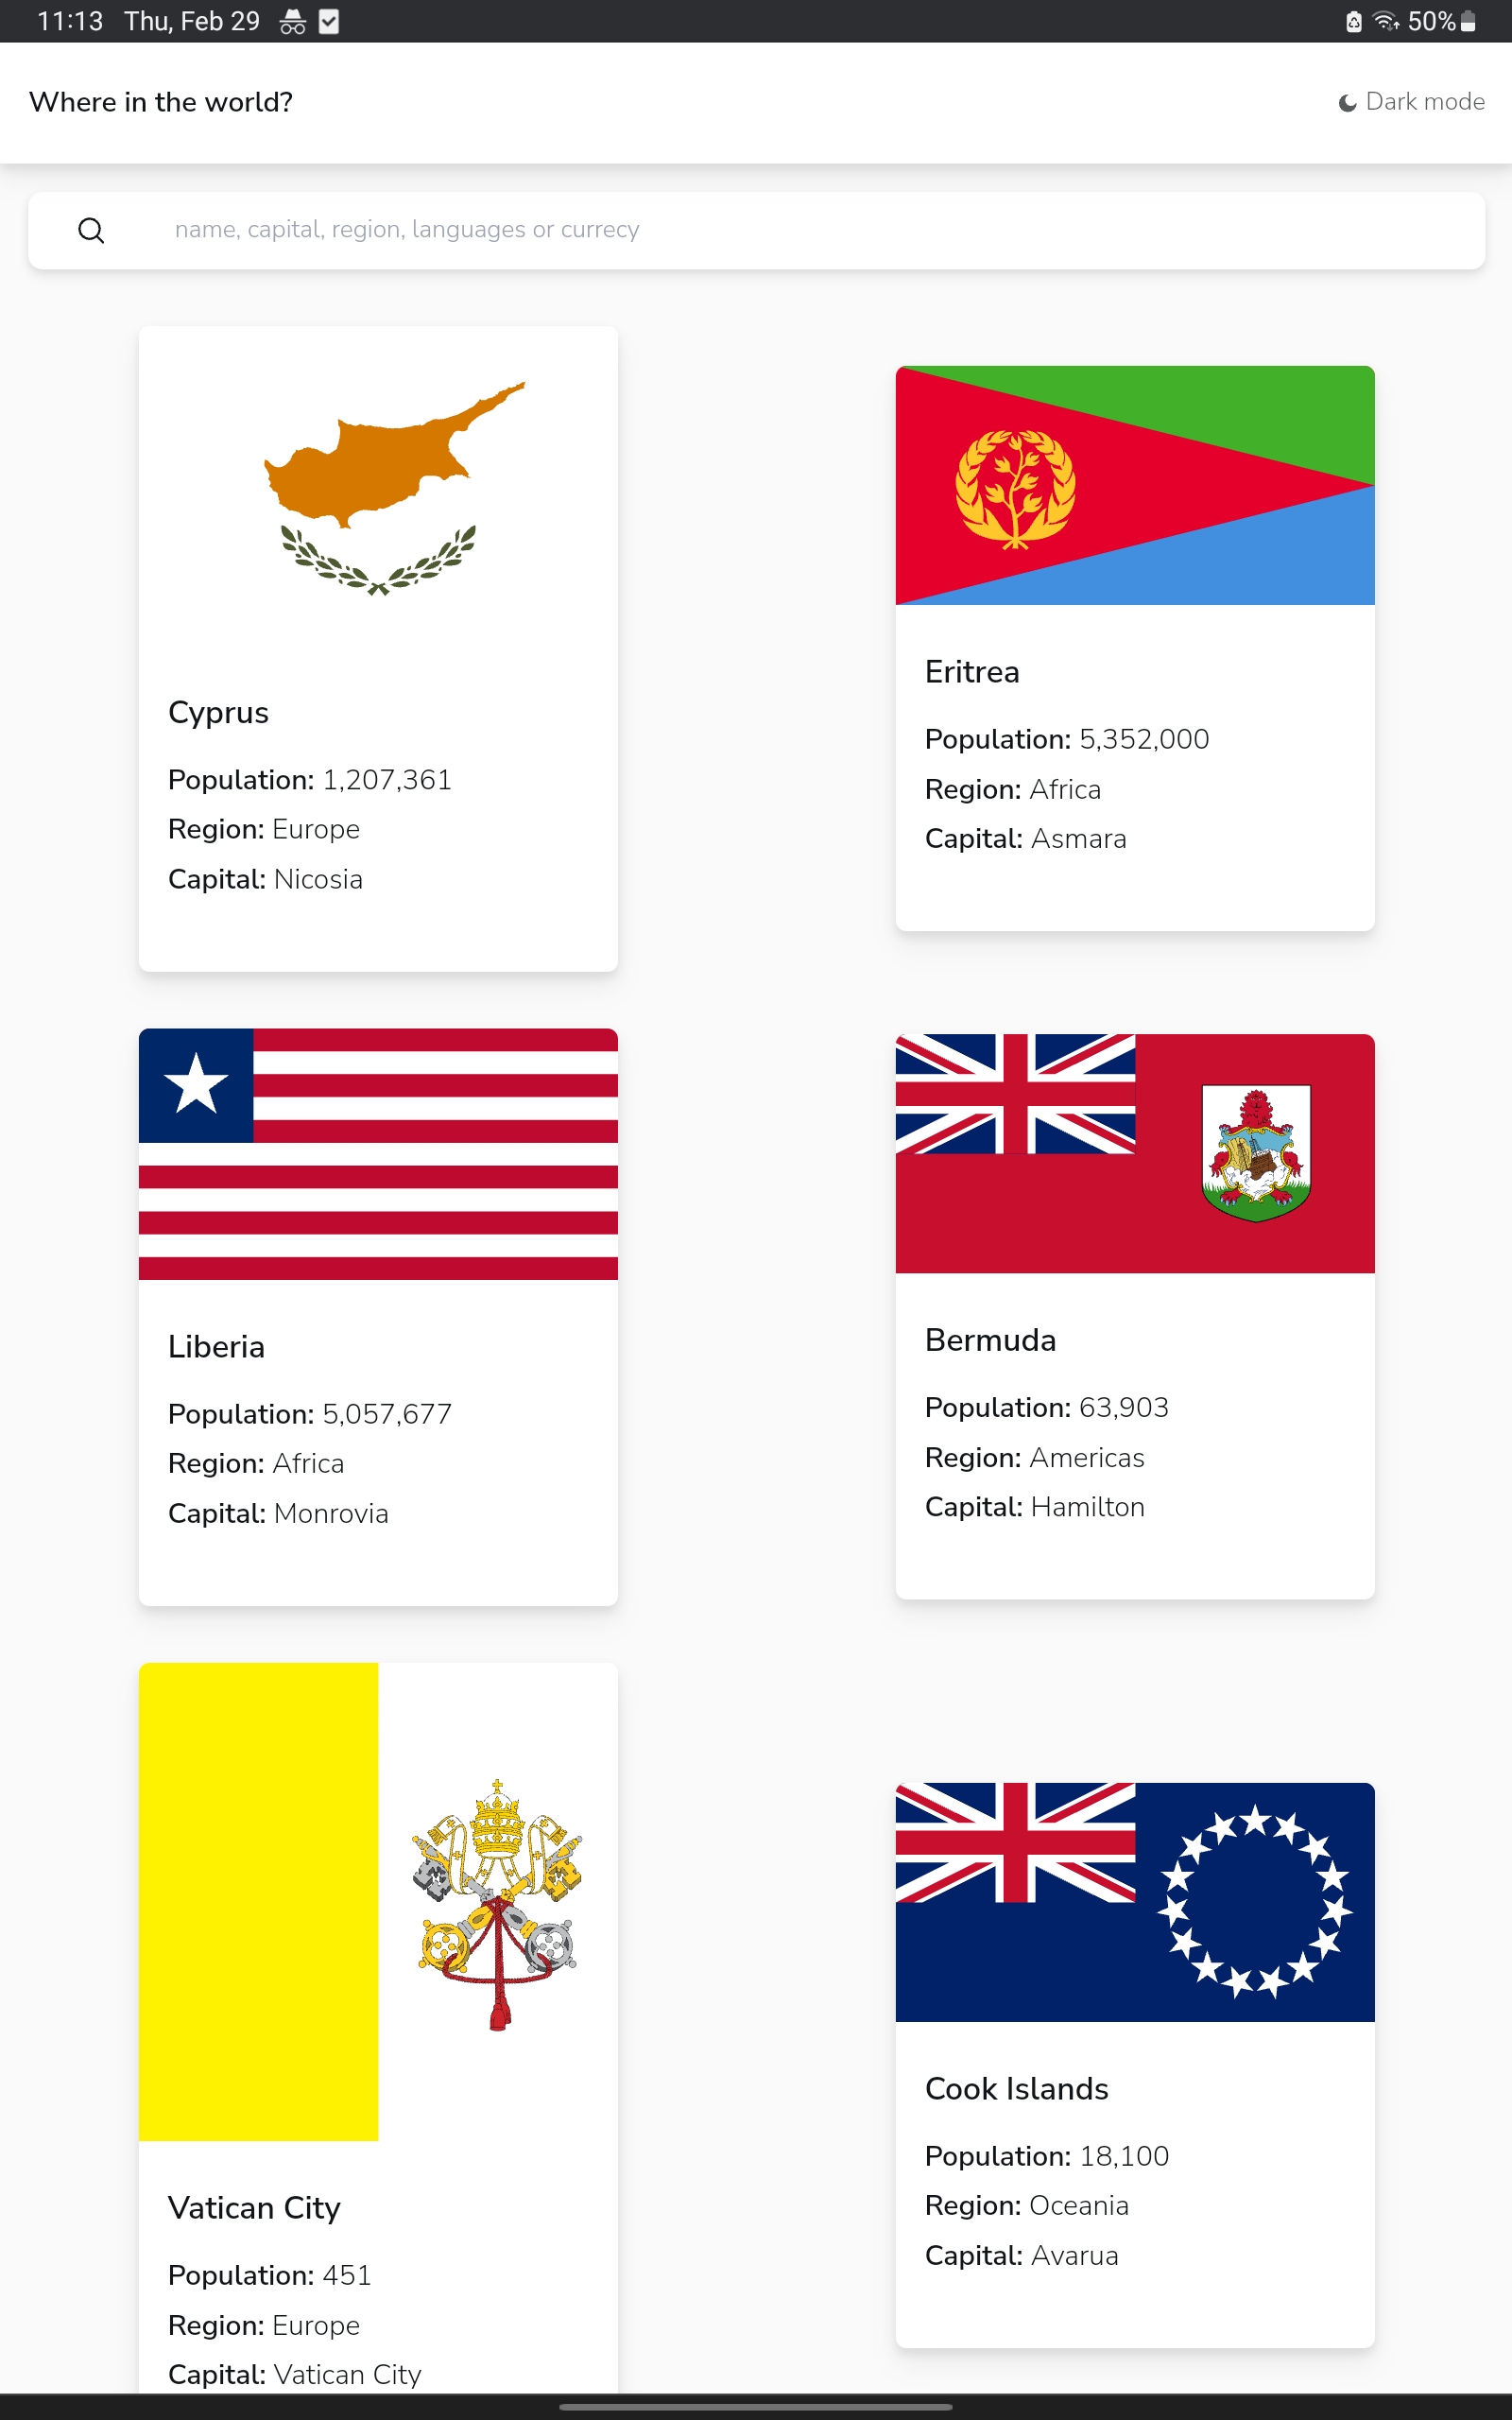 11:13 Thu, Feb 29
50%
Where in the world?
Dark mode
name, capital, region, languages or currecy
Cyprus
Population: 1,207,361
Region: Europe
Capital: Nicosia
Eritrea
Population: 5,352,000
Region: Africa
Capital: Asmara
Liberia
Population: 5,057,677
Region: Africa
Capital: Monrovia
Bermuda
Population: 63,903
Region: Americas
Capital: Hamilton
Vatican City
Population: 451
Region: Europe
Capital: Vatican City
Cook Islands
Population: 18,100
Region: Oceania
Capital: Avarua